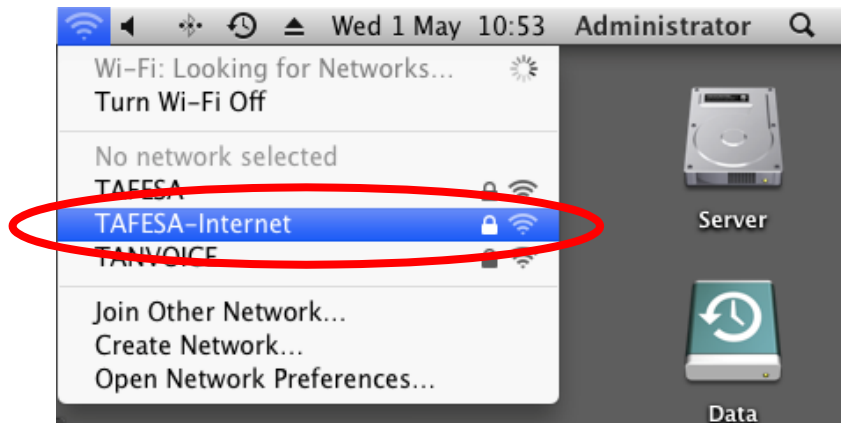 Wed 1 May 10:53 Administrator
Wi-Fi: Looking for Networks...
Turn Wi-Fi Off
No network selected
TAFESA
TAFESA-Internet
TANVOICE
Join Other Network...
Create Network...
Open Network Preferences...
Server
Data